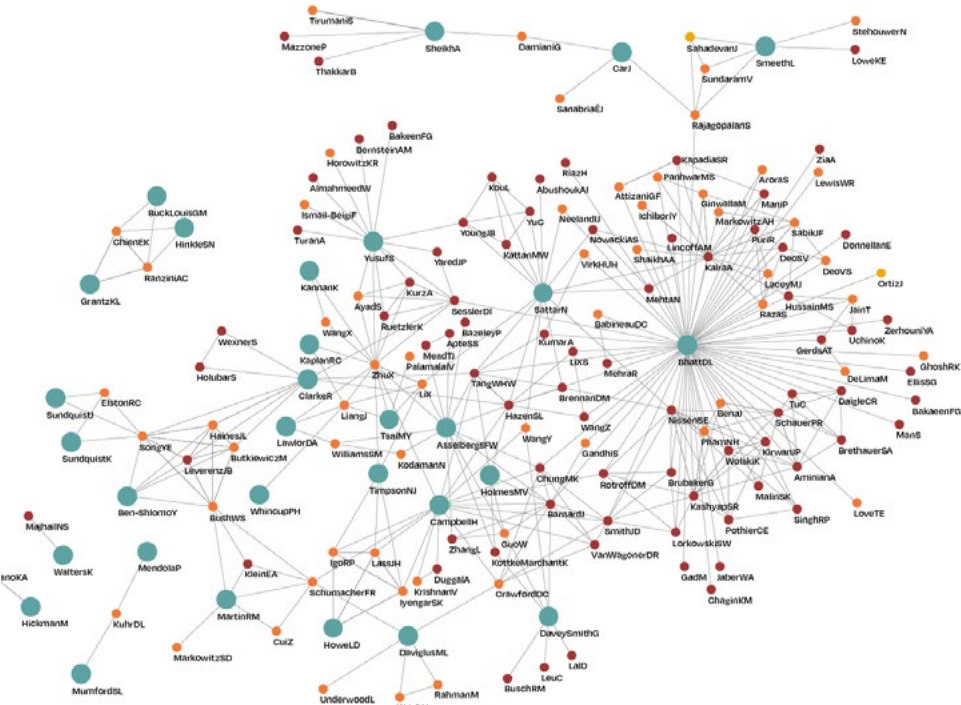 TirumaniS
MazzoneP
SheikhA
ThakkarB
DamianiG
CarJ
SanabriaEJ
SahadevanJ
SmeethL
StehouwerN
LoweKE
SundaramV
RajagopalanS
BakeenFG
BernsteinAM
HorowitzKR
AlmahmeedW
Ismail-BeigiF
TuranA
YusufS
YaredJP
KouL
YoungJB
YuC
KattanMW
RiazH
AbushoukAI
NeelandIJ
NowackiAS
VirkHUH
AttizaniGF
KapadiaSR
PanhwarMS
IchiboriY
GinwallaM
MarkowitzAH
AroraS
ManiP
ZiaA
LewisWR
PuriR
SabikJF
LincoffAM
ShaikhAA
KalraA
DeoSV
DeoVS
DonnellanE
OrtizJ
LaceyMJ
MehtaN
HussainMS
RazaS
JainT
UchinoK
ZerhouniYA
GerdsAT
GhoshRK
EllisSG
DeLimaM
BakaeenFG
DaigleCR
ManS
BuckLouisGM
ChienEK
HinkleSN
RanziniAC
GrantzKL
KannanK
KurzA
AyadS
SesslerDI
RuetzlerK
SattarN
BabineauDC
BhattDL
WangX
WexnerS
HolubarS
KaplanRC
ClarkeR
ZhuX
BazeleyP
ApteSS
MeadTJ
PalamalaiV
LiX
KumarA
LiXS
MehraR
TangWHW
BrennanDM
HazenSL
WangZ
WangY
GandhiS
LiangJ
TsaiMY
AsselbergsFW
LawlorDA
WilliamsSM
KodamanN
TimpsonNJ
HolmesMV
ChungMK
SundquistJ
ElstonRC
SundquistK
SongYE
HainesJL
ButkiewiczM
LeverenzJB
Ben-ShlomoY
BushWS
WhincupPH
NissenSE
BenaJ
TuC
SchauerPR
PhamNH
WolskiK
KirwanJP
BrethauerSA
AminianA
RotroffDM
BrubakerG
KashyapSR
MalinSK
SinghRP
PothierCE
LoveTE
CampbellH
BarnardJ
SmithJD
VanWagonerDR
LorkowskiSW
GadM
JaberWA
GhaginKM
MajhailNS
WaltersK
HickmanM
MendolaP
KuhrDL
MumfordSL
KleinEA
MartinRM
MarkowitzSD
CuiZ
SchumacherFR
IgoRP
LassJH
ZhangL
GuoW
KottkeMarchantK
DuggalA
KrishnanV
IyengarSK
CrawfordDC
HoweLD
DaviglusML
DaveySmithG
LalD
LeuC
BuschRM
UnderwoodL
RahmanM